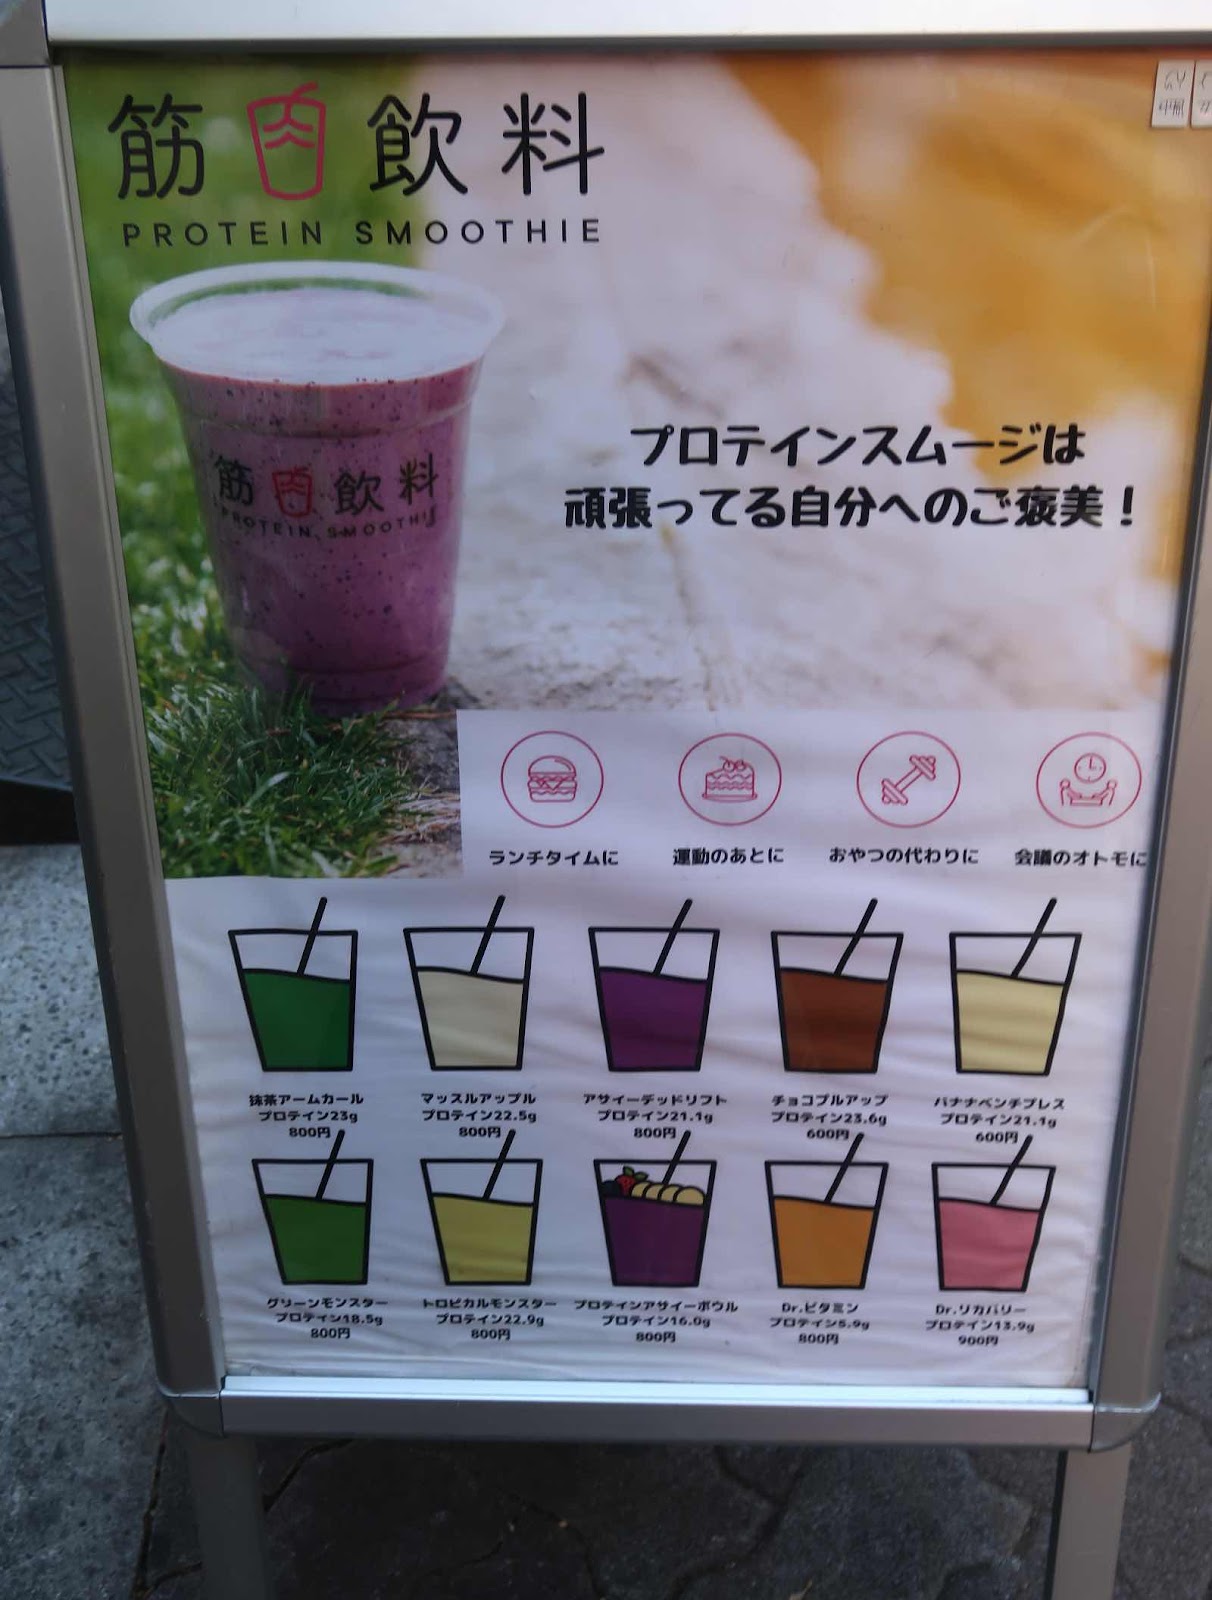 筋肉飲料
PROTEIN SMOOTHIE
筋肉飲料
PROTEIN SMOOTHIE
プロテインスムージは
頑張ってる自分へのご褒美！
ランチタイムに
運動のあとに
おやつの代わりに
会議のオトモに
抹茶アームカール
プロテイン23g
800円
マッスルアップル
プロテイン22.5g
800円
アサイーデッドリフト
プロテイン21.1g
800円
チョコプルアップ
プロテイン23.6g
600円
バナナベンチプレス
プロテイン21.1g
600円
グリーンモンスター
プロテイン18.5g
800円
トロピカルモンスター
プロテイン22.9g
800円
プロテインアサイーボウル
プロテイン16.0g
800円
Dr.ビタミン
プロテイン5.9g
800円
Dr.リカバリー
プロテイン13.9g
900円